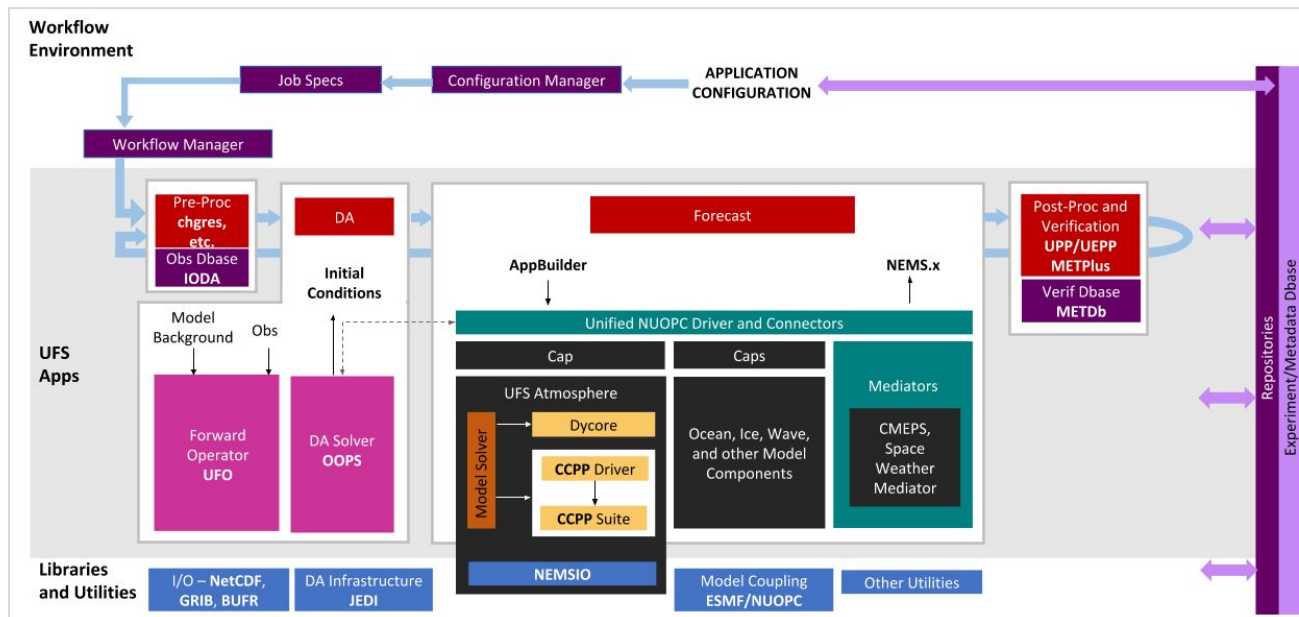 Workflow
Environment
Job Specs
Configuration Manager
APPLICATION
CONFIGURATION
Workflow Manager
Pre-Proc
chgres,
etc.
Obs Dbase
IODA
DA
Forecast
Post-Proc and
Verification
UPP/UEPP
METPlus
Verif Dbase
METDb
Initial
Conditions
AppBuilder
NEMS.x
Model
Background
Obs
Unified NUOPC Driver and Connectors
UFS
Apps
Cap
Caps
Mediators
Forward
Operator
UFO
DA Solver
OOPS
UFS Atmosphere
Model Solver
Dycore
CCPP Driver
CCPP Suite
Ocean, Ice, Wave,
and other Model
Components
CMEPS,
Space
Weather
Mediator
Repositories
Experiment/Metadata Dbase
Libraries
and Utilities
I/O – NetCDF,
GRIB, BUFR
DA Infrastructure
JEDI
NEMSIO
Model Coupling
ESMF/NUOPC
Other Utilities